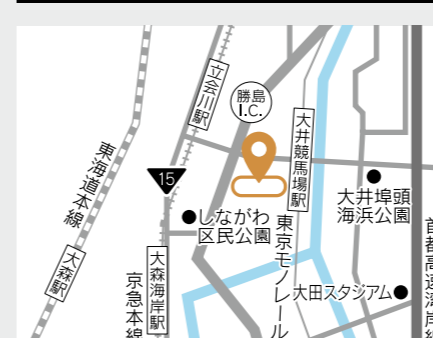 立会川駅
勝島
I.C.
大井競馬場駅
東海道本線
15
大井埠頭
海浜公園
しながわ
区民公園
東京モノレール
大森駅
大森海岸駅
京急本線
大田スタジアム
首都高速湾岸線